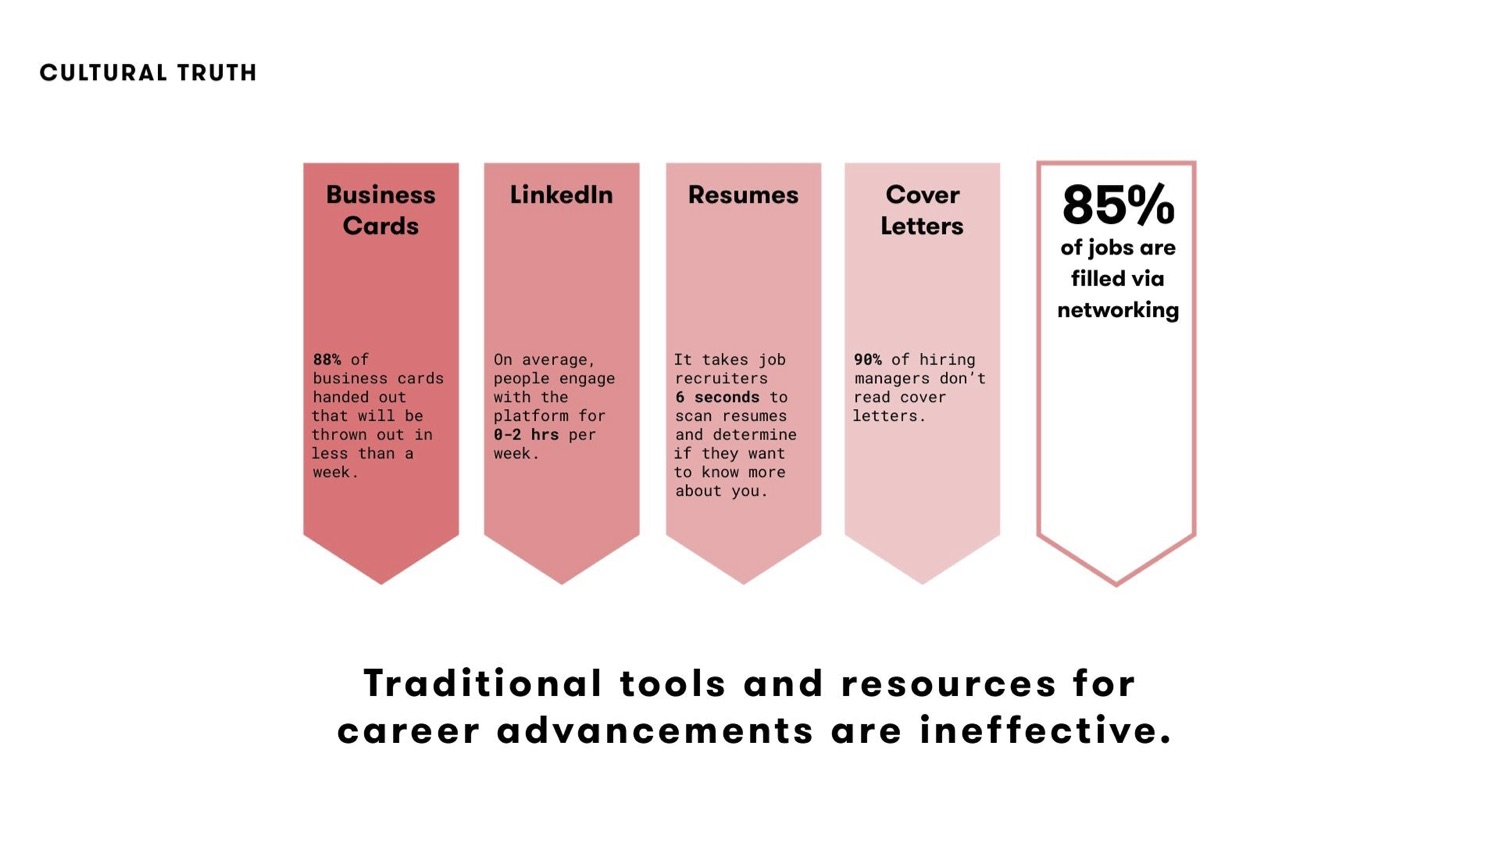 CULTURAL TRUTH
Business
Cards
88% of
business cards
handed out
that will be
thrown out in
less than a
week.
LinkedIn
On average,
people engage
with the
platform for
0-2 hrs per
week.
Resumes
It takes job
recruiters
6 seconds to
scan resumes
and determine
if they want
to know more
about you.
Cover
Letters
90% of hiring
managers don't
read cover
letters.
85%
of jobs are
filled via
networking
Traditional tools and resources for
career advancements are ineffective.